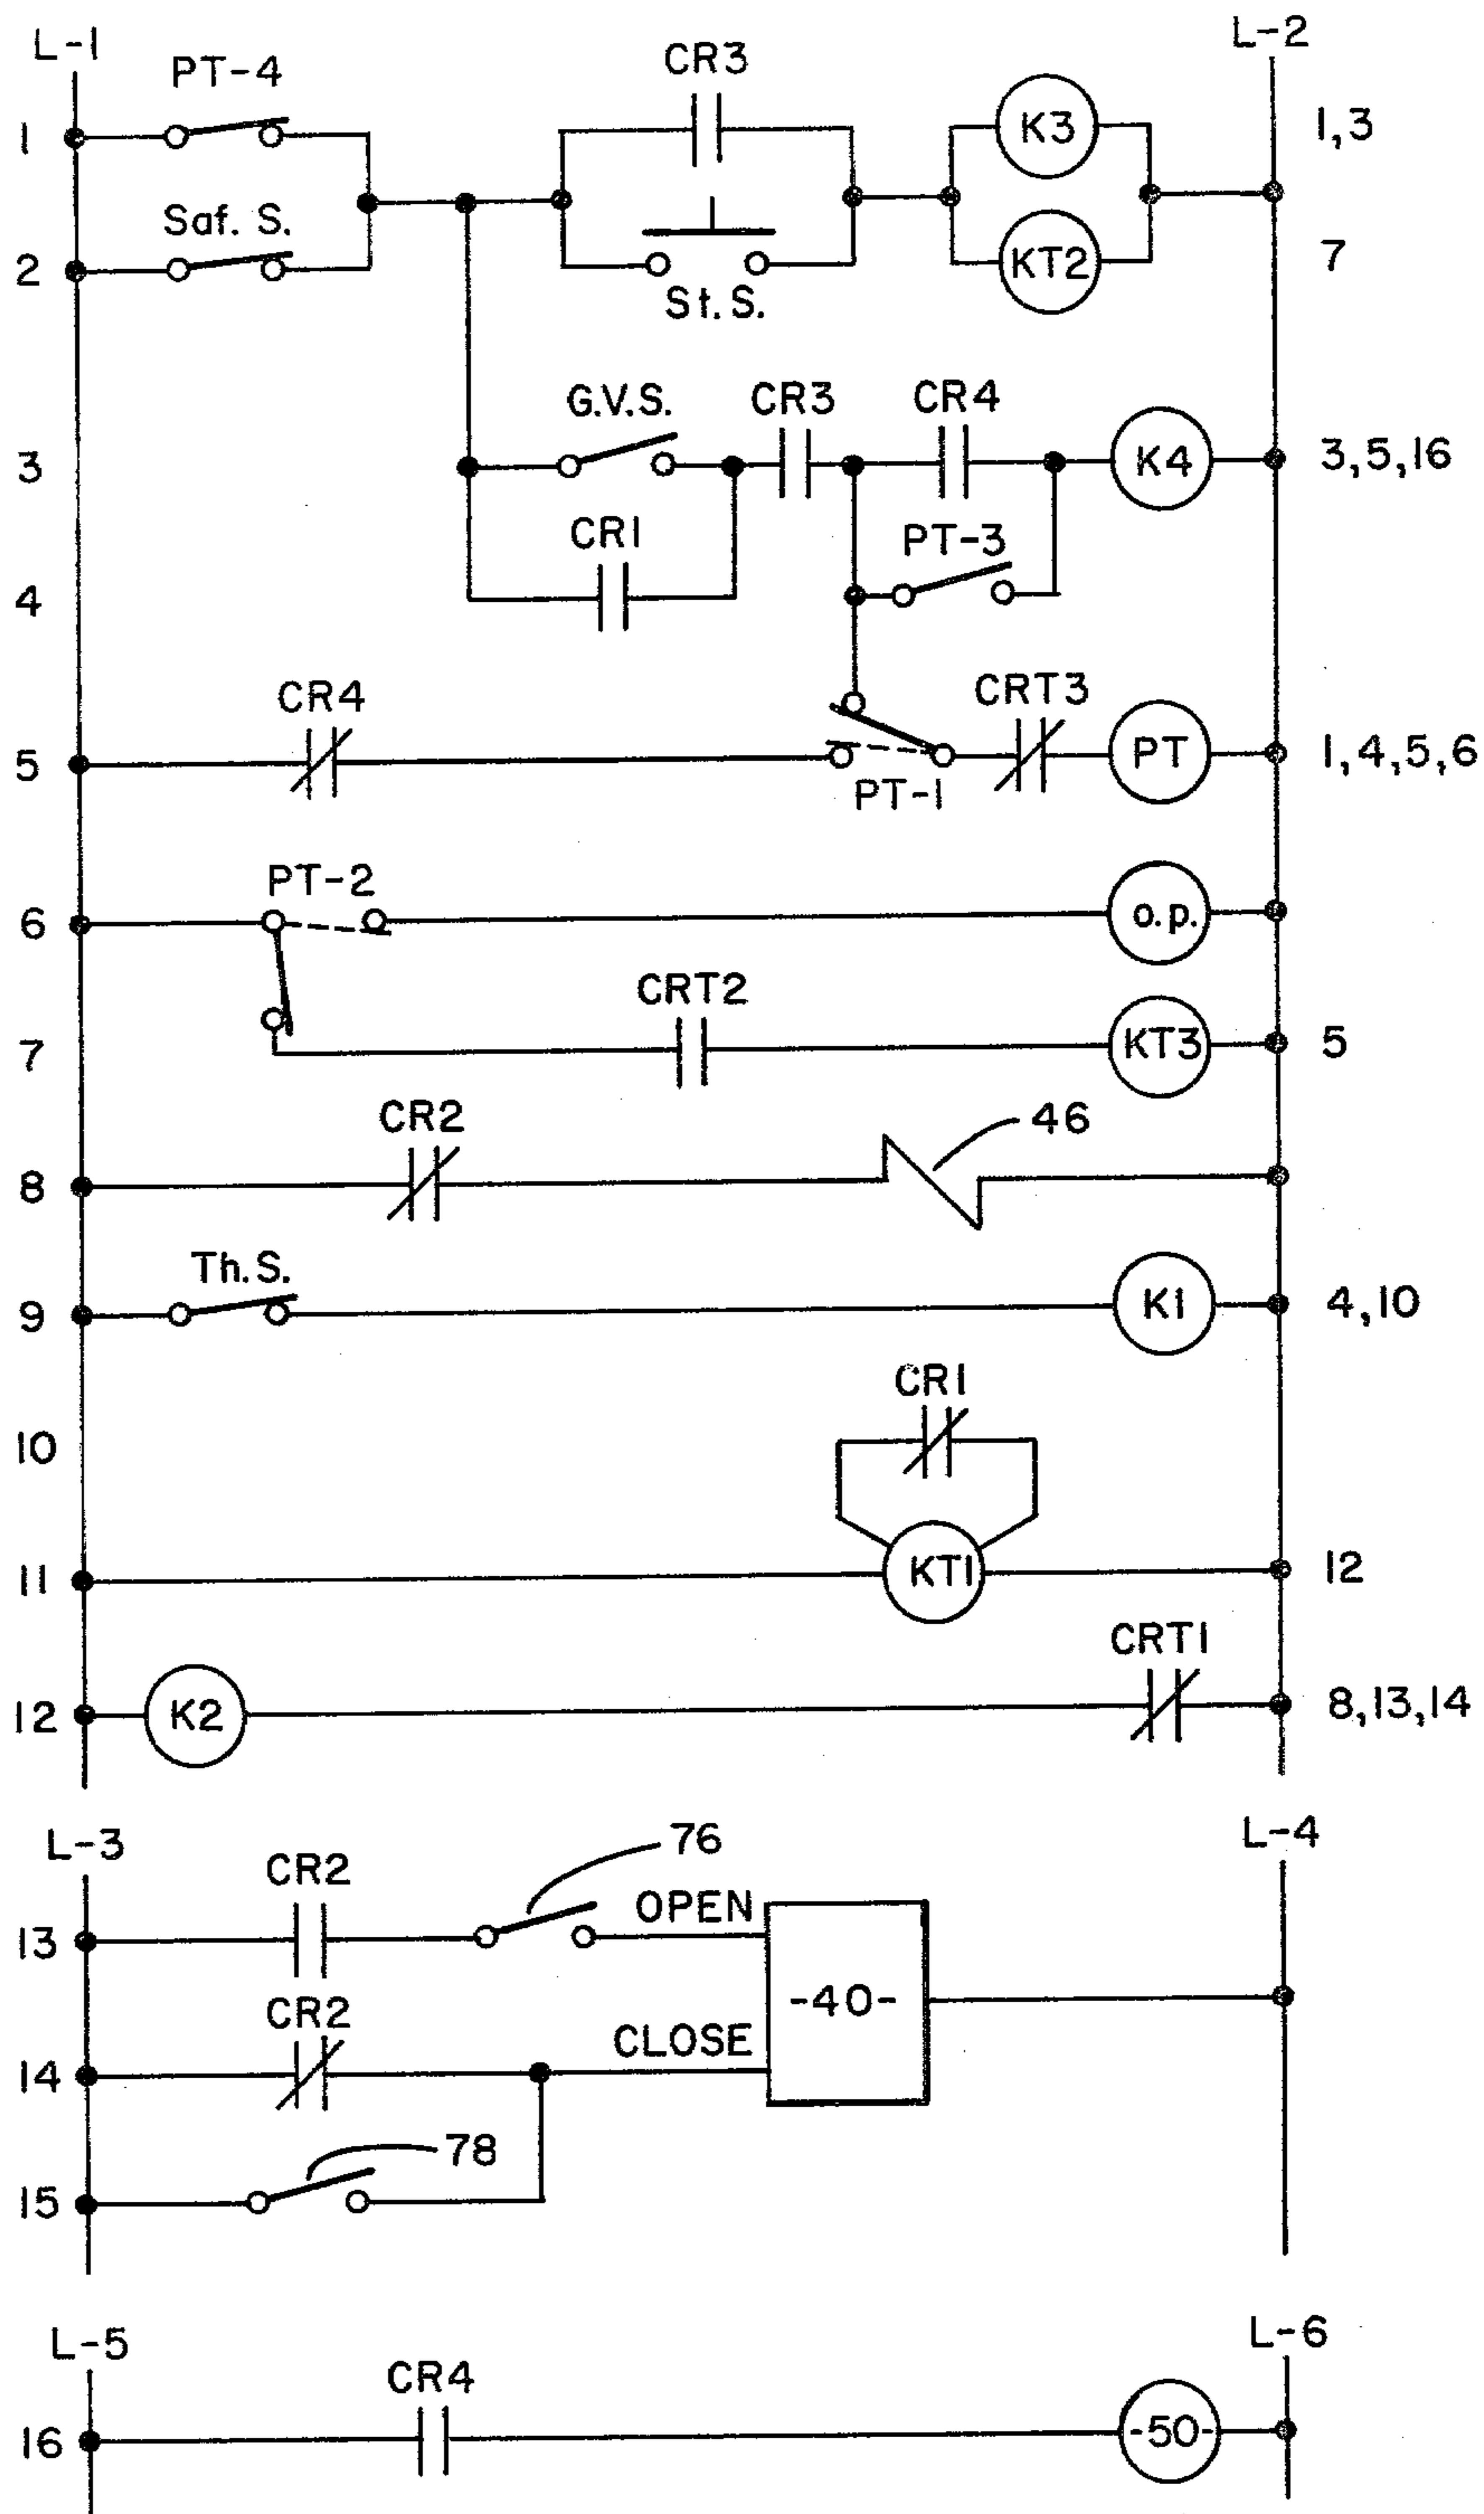 L-1
L-2
PT-4
CR3
K3
1
1,3
Saf. S.
2
St. S.
KT2
7
G.V.S.
CR3
CR4
3
K4
3,5,16
CR1
PT-3
4
CR4
CRT3
5
PT-1
PT
1,4,5,6
PT-2
6
o.p.
CRT2
7
KT3
5
CR2
46
8
Th. S.
9
K1
4,10
CR1
10
11
KT1
12
CRT1
12
K2
8,13,14
L-3
L-4
76
CR2
OPEN
13
-40-
CR2
CLOSE
14
78
15
L-5
L-6
CR4
16
-50-